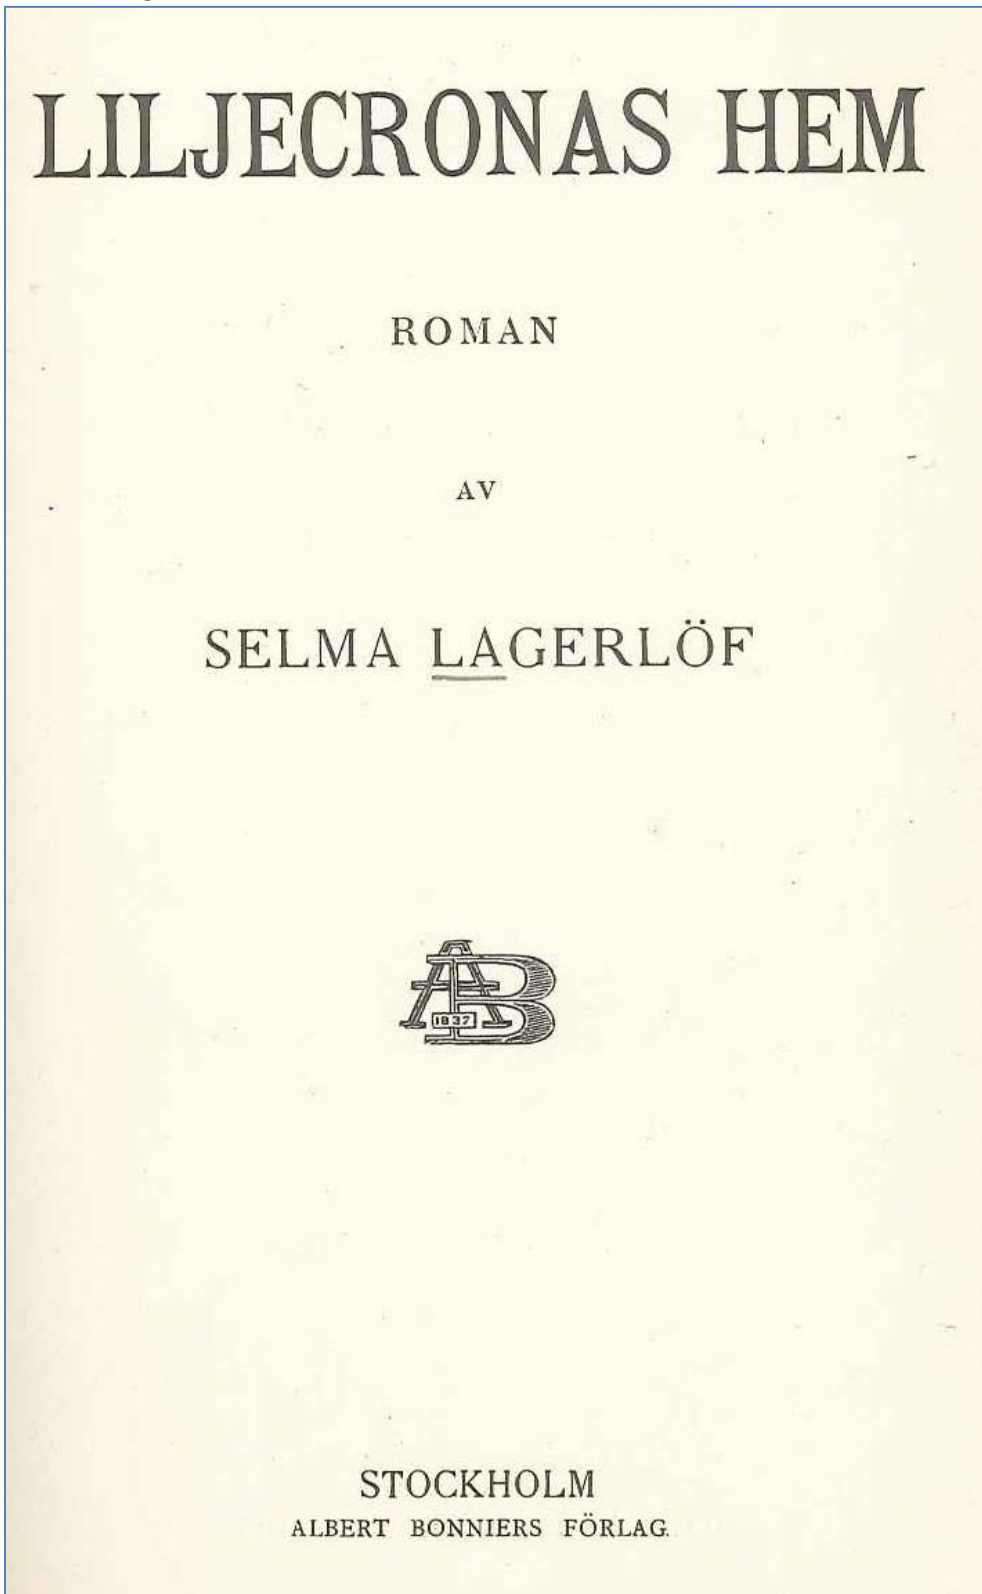 LILJECRONAS HEM
ROMAN
AV
SELMA LAGERLÖF
AB
1837
STOCKHOLM
ALBERT BONNIERS FÖRLAG.